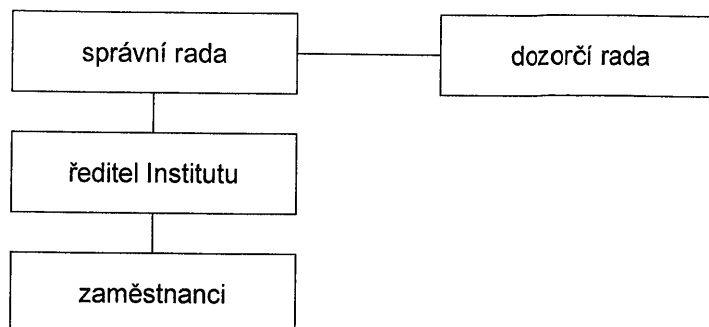 správní rada
dozorčí rada
ředitel Institutu
zaměstnanci